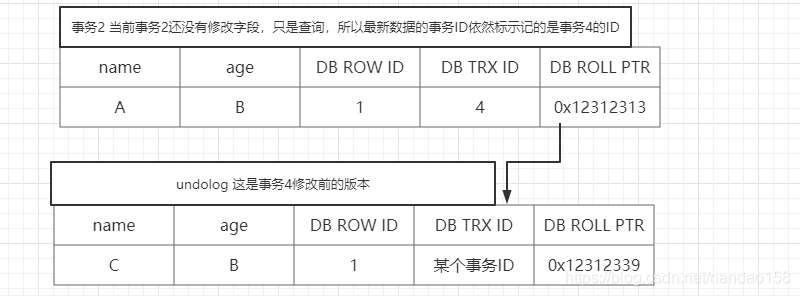 事务2 当前事务2还没有修改字段，只是查询，所以最新数据的事务ID依然标示记的是事务4的ID
name age DB ROW ID DB TRX ID DB ROLL PTR
A B 1 4 0x12312313
undolog 这是事务4修改前的版本
name age DB ROW ID DB TRX ID DB ROLL PTR
C B 1 某个事务ID 0x12312339
https://blog.csdn.net/nandao158